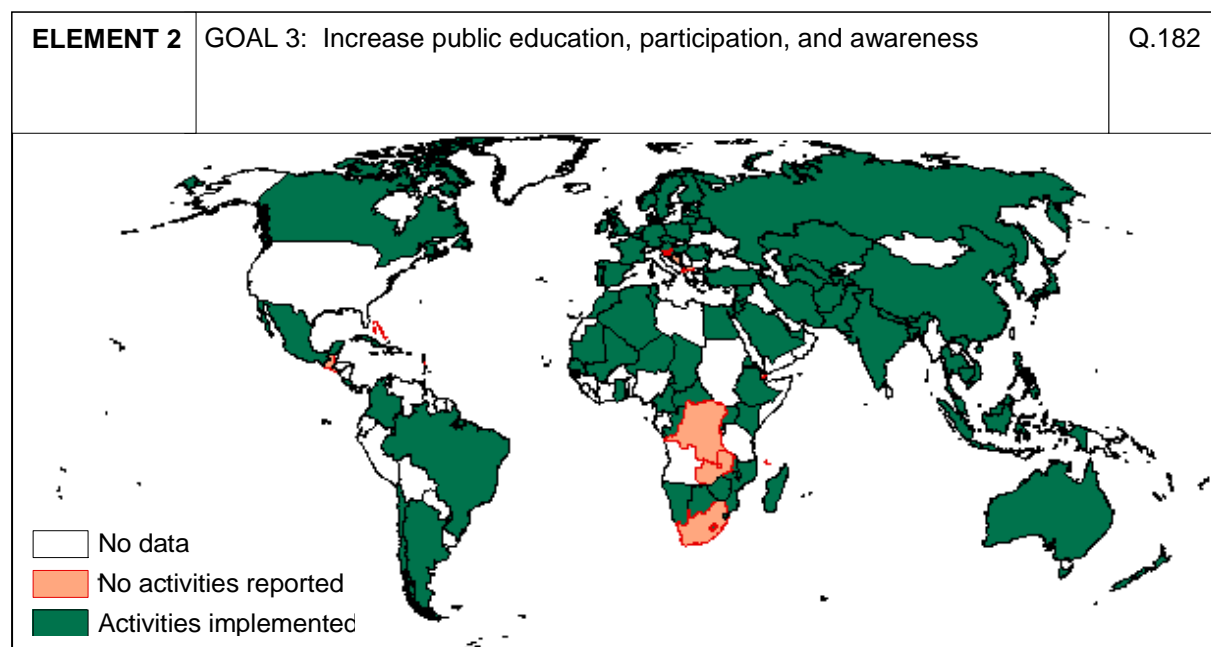 ELEMENT 2 GOAL 3: Increase public education, participation, and awareness Q.182
No data
No activities reported
Activities implemented